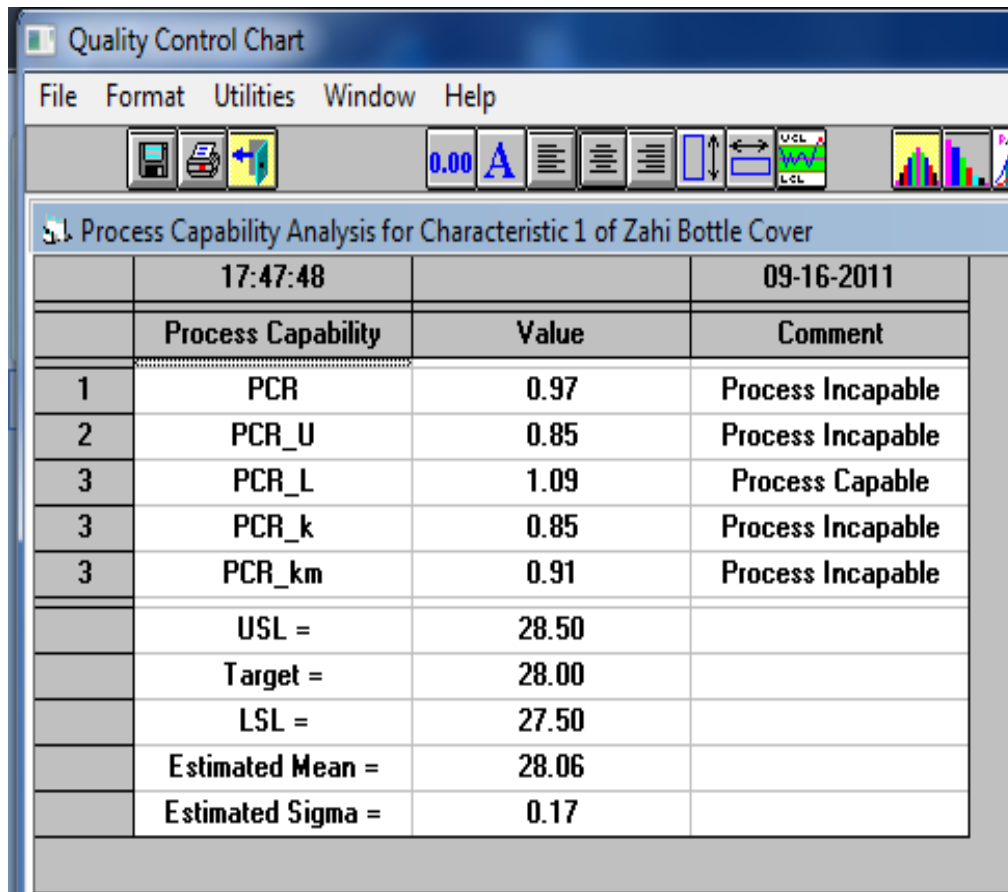 Quality Control Chart
File Format Utilities Window Help
0.00 A UCL LCL
Process Capability Analysis for Characteristic 1 of Zahi Bottle Cover
17:47:48 09-16-2011
Process Capability Value Comment
1 PCR 0.97 Process Incapable
2 PCR_U 0.85 Process Incapable
3 PCR_L 1.09 Process Capable
3 PCR_k 0.85 Process Incapable
3 PCR_km 0.91 Process Incapable
USL = 28.50
Target = 28.00
LSL = 27.50
Estimated Mean = 28.06
Estimated Sigma = 0.17